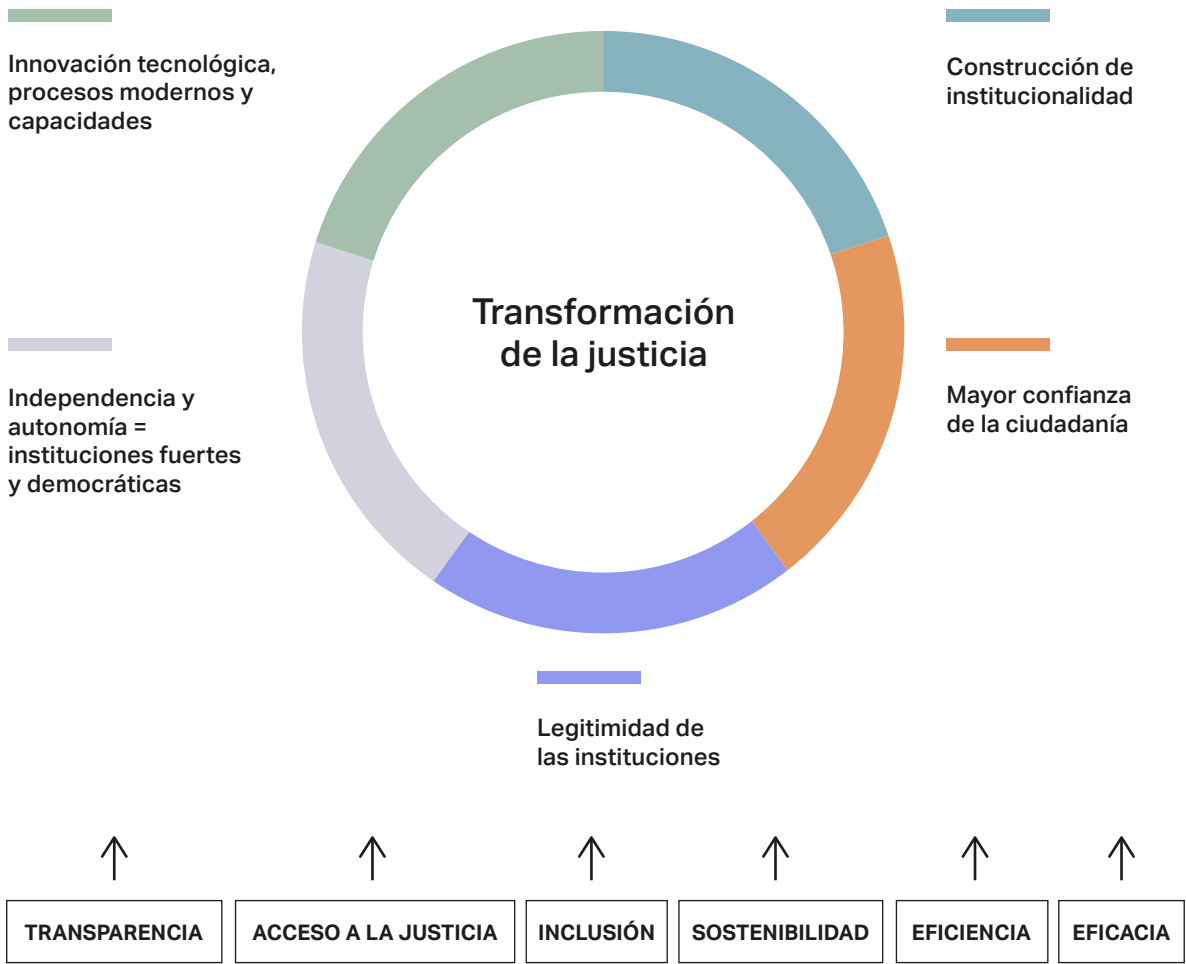 Innovación tecnológica,
procesos modernos y
capacidades
Construcción de
institucionalidad
Transformación
de la justicia
Independencia y
autonomía =
instituciones fuertes
y democráticas
Mayor confianza
de la ciudadanía
Legitimidad de
las instituciones
TRANSPARENCIA
ACCESO A LA JUSTICIA
INCLUSIÓN
SOSTENIBILIDAD
EFICIENCIA
EFICACIA